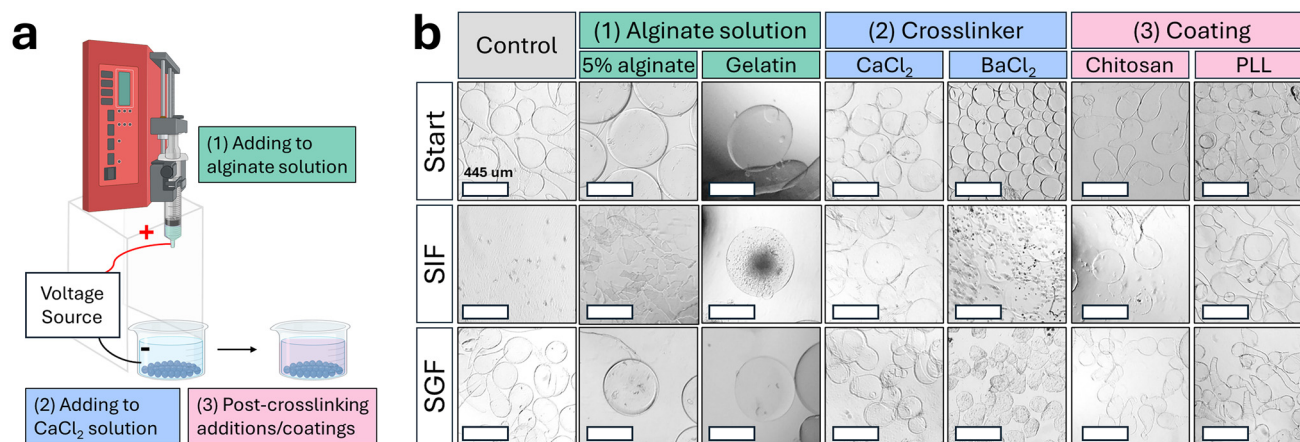 a
(1) Adding to
alginate solution
+
Voltage
Source
-
(2) Adding to
CaCl₂ solution
(3) Post-crosslinking
additions/coatings
b
Control
(1) Alginate solution
(2) Crosslinker
(3) Coating
5% alginate
Gelatin
CaCl₂
BaCl₂
Chitosan
PLL
Start
445 um
SIF
SGF